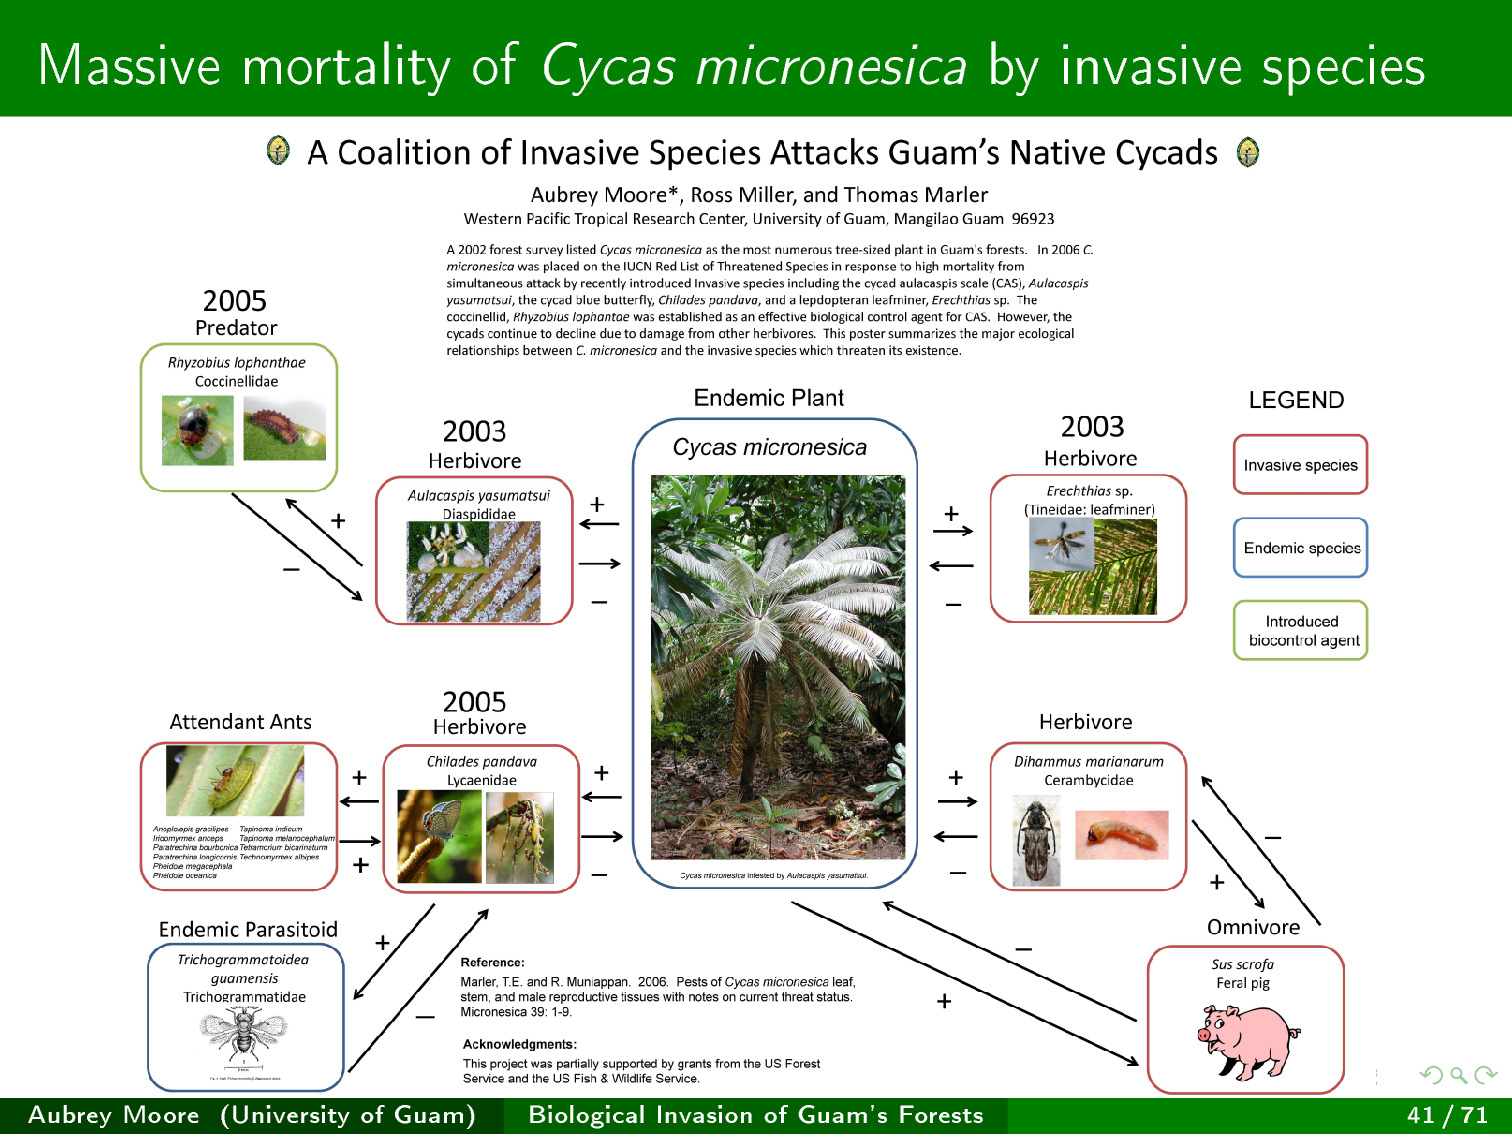 Massive mortality of Cycas micronesica by invasive species
A Coalition of Invasive Species Attacks Guam's Native Cycads
Aubrey Moore*, Ross Miller, and Thomas Marler
Western Pacific Tropical Research Center, University of Guam, Mangilao Guam 96923
A 2002 forest survey listed Cycas micronesica as the most numerous tree-sized plant in Guam's forests. In 2006 C.
micronesica was placed on the IUCN Red List of Threatened Species in response to high mortality from
simultaneous attack by recently introduced Invasive species including the cycad aulacaspis scale (CAS), Aulacaspis
yasumatsui, the cycad blue butterfly, Chilades pandava, and a lepdopteran leafminer, Erechthias sp. The
coccinellid, Rhyzobius lophantae was established as an effective biological control agent for CAS. However, the
cycads continue to decline due to damage from other herbivores. This poster summarizes the major ecological
relationships between C. micronesica and the invasive species which threaten its existence.
2005
Predator
Rhyzobius lophanthae
Coccinellidae
+
–
2003
Herbivore
Aulacaspis yasumatsui
Diaspididae
+
–
Endemic Plant
Cycas micronesica
Cycas micronesica infested by Aulacaspis yasumatsui.
+
–
2003
Herbivore
Erechthias sp.
(Tineidae: leafminer)
LEGEND
Invasive species
Endemic species
Introduced
biocontrol agent
Attendant Ants
Anoplolepis gracilipes Tapinoma indicum
Iridomyrmex anceps Tapinoma melanocephalum
Paratrechina bourbonica Tetramorium bicarinatum
Paratrechina longicornis Technomyrmex albipes
Pheidole megacephala
Pheidole oceanica
+
+
2005
Herbivore
Chilades pandava
Lycaenidae
+
–
+
–
Herbivore
Dihammus marianarum
Cerambycidae
–
+
Endemic Parasitoid
Trichogrammatoidea
guamensis
Trichogrammatidae
+
–
Reference:
Marler, T.E. and R. Muniappan. 2006. Pests of Cycas micronesica leaf,
stem, and male reproductive tissues with notes on current threat status.
Micronesica 39: 1-9.
Acknowledgments:
This project was partially supported by grants from the US Forest
Service and the US Fish & Wildlife Service.
–
+
Omnivore
Sus scrofa
Feral pig
Aubrey Moore (University of Guam)
Biological Invasion of Guam's Forests
41 / 71